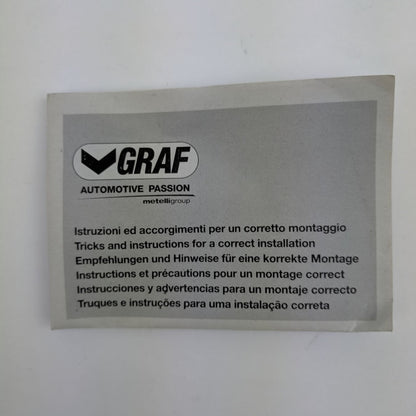 GRAF
AUTOMOTIVE PASSION
metelligroup
Istruzioni ed accorgimenti per un corretto montaggio
Tricks and instructions for a correct installation
Empfehlungen und Hinweise für eine korrekte Montage
Instructions et précautions pour un montage correct
Instrucciones y advertencias para un montaje correcto
Truques e instruções para uma instalação correta